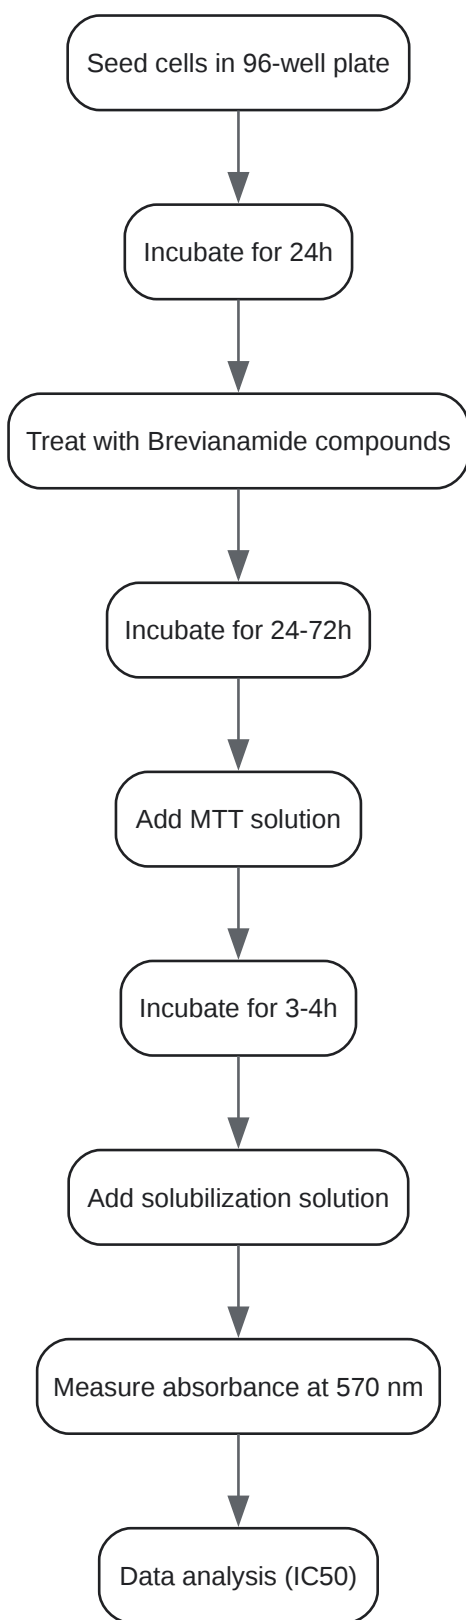 Seed cells in 96-well plate
Incubate for 24h
Treat with Brevianamide compounds
Incubate for 24-72h
Add MTT solution
Incubate for 3-4h
Add solubilization solution
Measure absorbance at 570 nm
Data analysis (IC50)